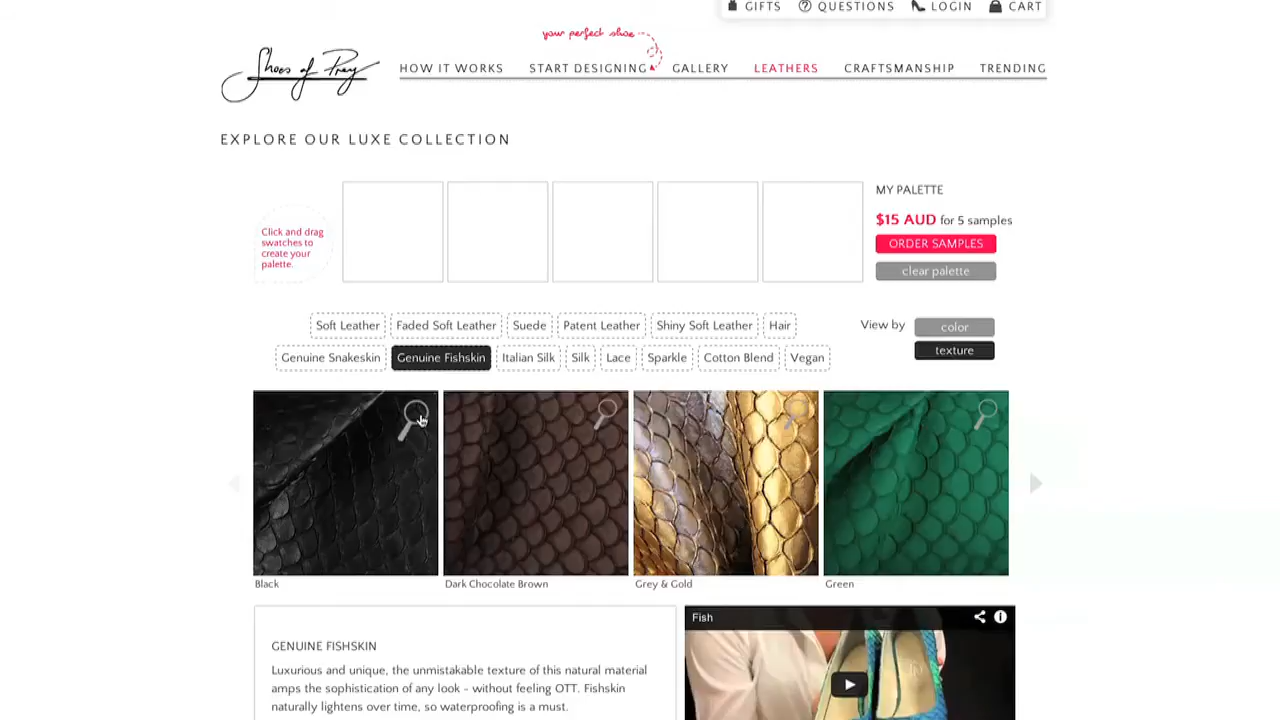 GIFTS QUESTIONS LOGIN CART
your perfect shoe
Shoes of Prey
HOW IT WORKS START DESIGNING GALLERY LEATHERS CRAFTSMANSHIP TRENDING
EXPLORE OUR LUXE COLLECTION
Click and drag
swatches to
create your
palette.
MY PALETTE
$15 AUD for 5 samples
ORDER SAMPLES
clear palette
Soft Leather Faded Soft Leather Suede Patent Leather Shiny Soft Leather Hair
Genuine Snakeskin Genuine Fishskin Italian Silk Silk Lace Sparkle Cotton Blend Vegan
View by color
texture
Black Dark Chocolate Brown Grey & Gold Green
GENUINE FISHSKIN
Luxurious and unique, the unmistakable texture of this natural material
amps the sophistication of any look - without feeling OTT. Fishskin
naturally lightens over time, so waterproofing is a must.
Fish